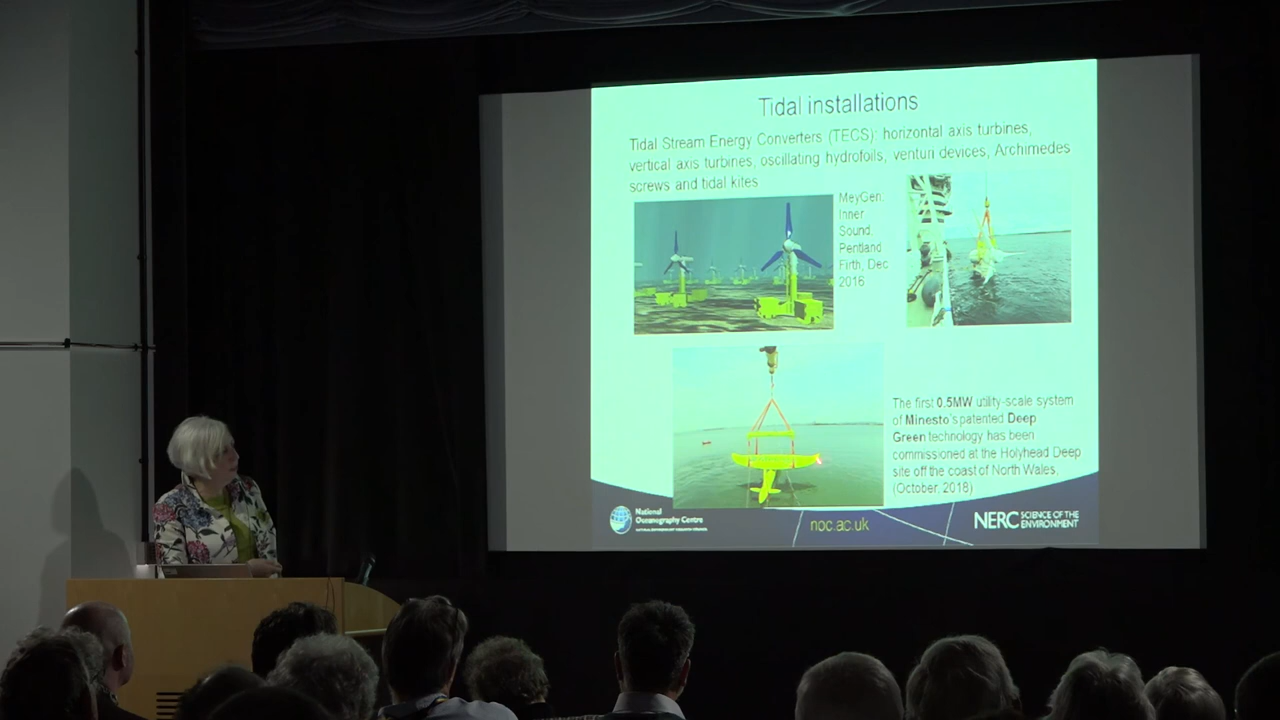 Tidal installations
Tidal Stream Energy Converters (TECS): horizontal axis turbines,
vertical axis turbines, oscillating hydrofoils, venturi devices, Archimedes
screws and tidal kites
MeyGen,
Inner
Sound,
Pentland
Firth, Dec
2016
The first 0.5MW utility-scale system
of Minesto's patented Deep
Green technology has been
commissioned at the Holyhead Deep
site off the coast of North Wales,
(October, 2018)
National
Oceanography Centre
noc.ac.uk
NERC SCIENCE OF THE
ENVIRONMENT